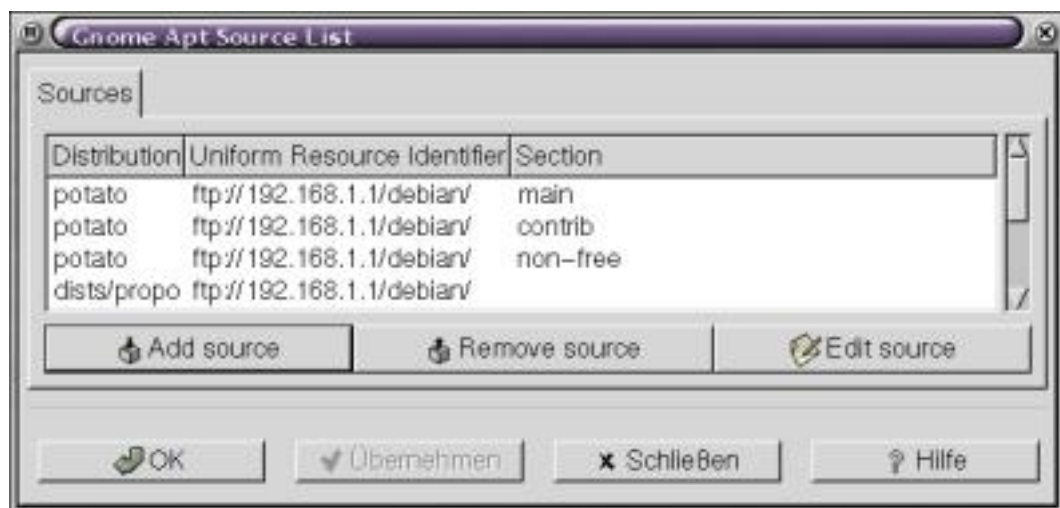 Gnome Apt Source List
Sources
Distribution Uniform Resource Identifier Section
potato ftp://192.168.1.1/debian/ main
potato ftp://192.168.1.1/debian/ contrib
potato ftp://192.168.1.1/debian/ non-free
dists/propo ftp://192.168.1.1/debian/
Add source Remove source Edit source
OK Übernehmen Schließen Hilfe